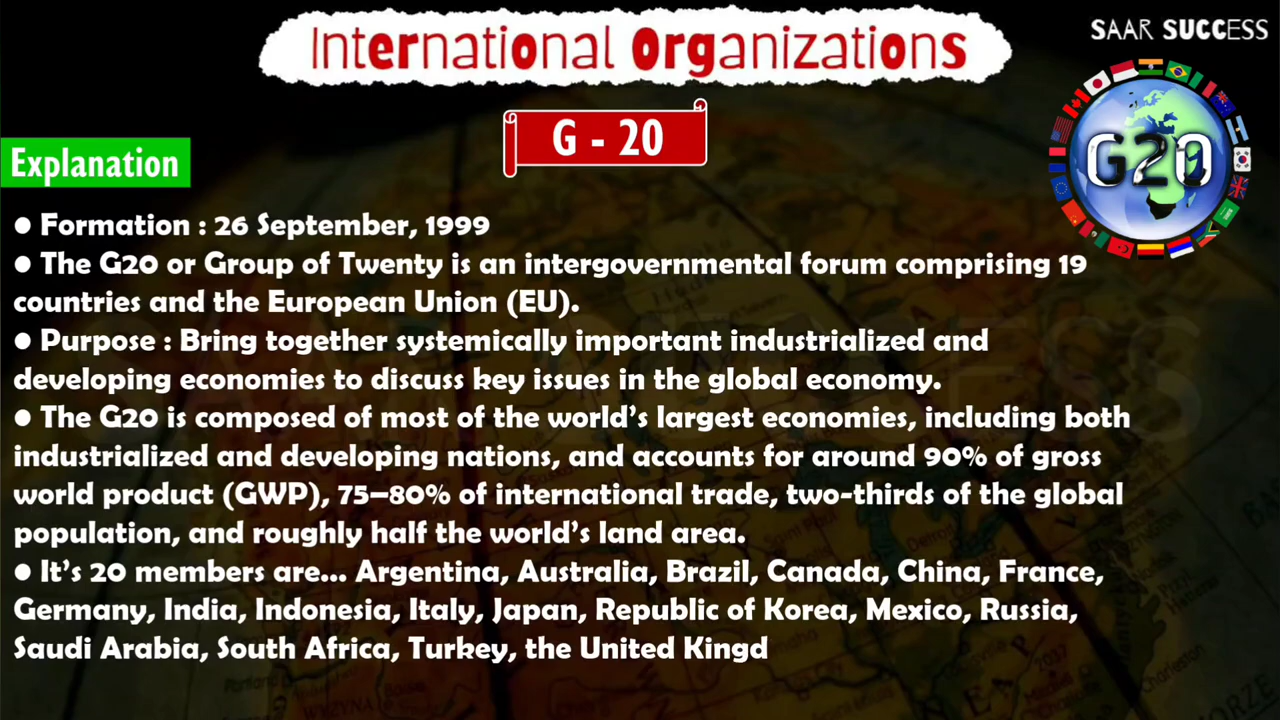 International Organizations
SAAR SUCCESS
G - 20
G20
Explanation
● Formation : 26 September, 1999
● The G20 or Group of Twenty is an intergovernmental forum comprising 19
countries and the European Union (EU).
● Purpose : Bring together systemically important industrialized and
developing economies to discuss key issues in the global economy.
● The G20 is composed of most of the world’s largest economies, including both
industrialized and developing nations, and accounts for around 90% of gross
world product (GWP), 75–80% of international trade, two-thirds of the global
population, and roughly half the world’s land area.
● It’s 20 members are... Argentina, Australia, Brazil, Canada, China, France,
Germany, India, Indonesia, Italy, Japan, Republic of Korea, Mexico, Russia,
Saudi Arabia, South Africa, Turkey, the United Kingd